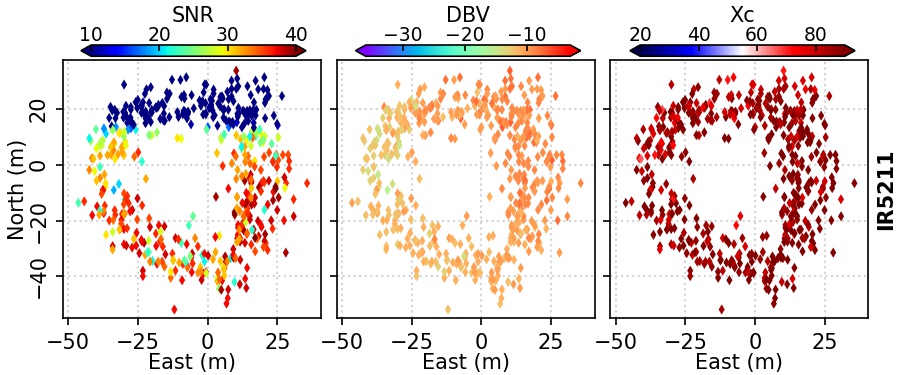 SNR
DBV
Xc
10 20 30 40
−30 −20 −10
20 40 60 80
North (m)
20
0
−20
−40
−50 −25 0 25
−50 −25 0 25
−50 −25 0 25
East (m)
East (m)
East (m)
IR5211